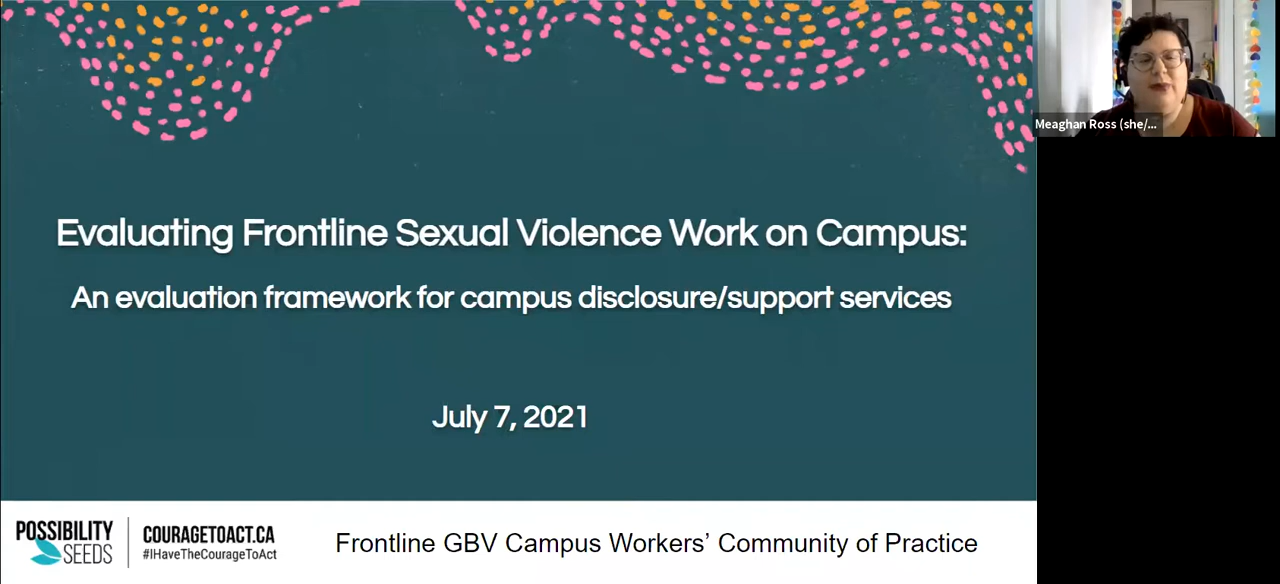 Evaluating Frontline Sexual Violence Work on Campus:
An evaluation framework for campus disclosure/support services
July 7, 2021
POSSIBILITY
SEEDS
COURAGETOACT.CA
#IHaveTheCourageToAct
Frontline GBV Campus Workers’ Community of Practice
Meaghan Ross (she/...